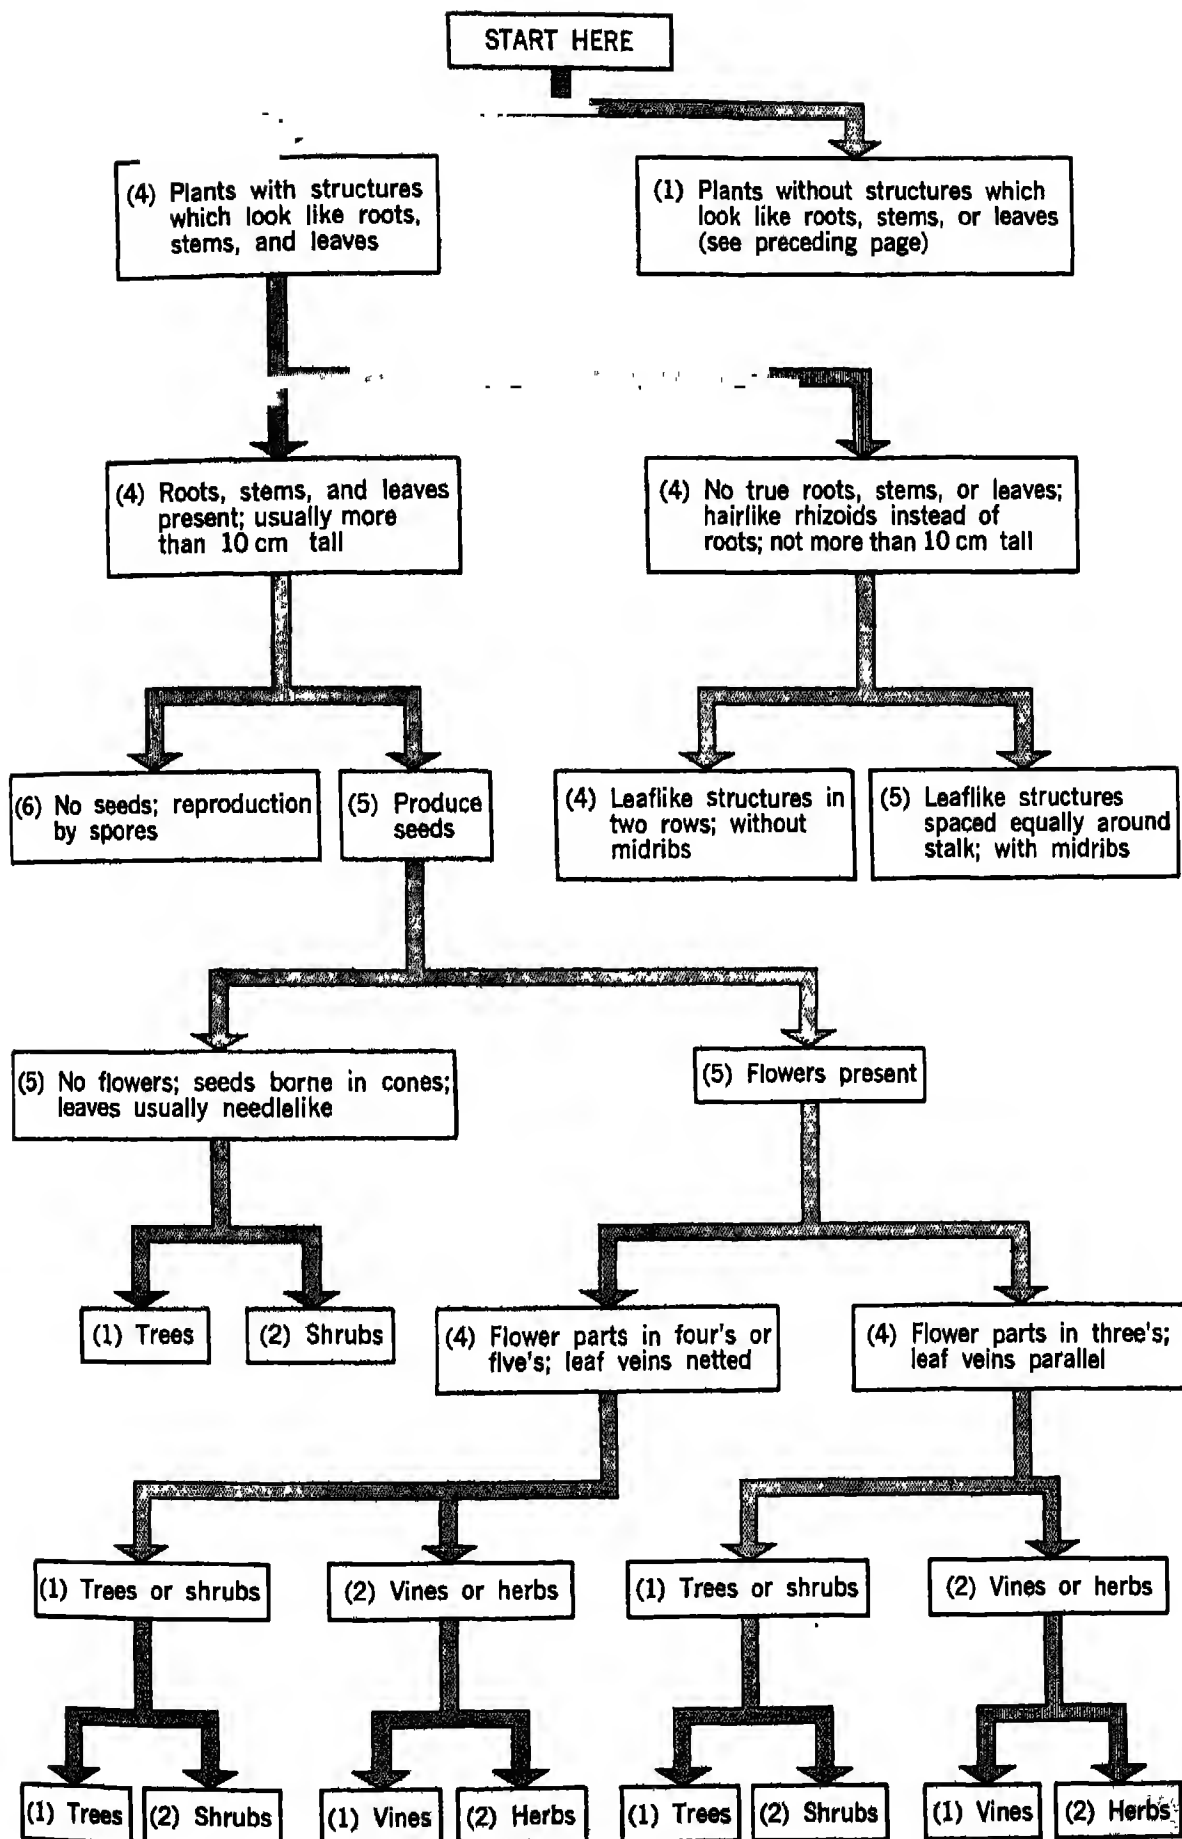 START HERE
(4) Plants with structures
which look like roots,
stems, and leaves
(1) Plants without structures which
look like roots, stems, or leaves
(see preceding page)
(4) Roots, stems, and leaves
present; usually more
than 10 cm tall
(4) No true roots, stems, or leaves;
hairlike rhizoids instead of
roots; not more than 10 cm tall
(6) No seeds; reproduction
by spores
(5) Produce
seeds
(4) Leaflike structures in
two rows; without
midribs
(5) Leaflike structures
spaced equally around
stalk; with midribs
(5) No flowers; seeds borne in cones;
leaves usually needlelike
(5) Flowers present
(1) Trees
(2) Shrubs
(4) Flower parts in four's or
five's; leaf veins netted
(4) Flower parts in three's;
leaf veins parallel
(1) Trees or shrubs
(2) Vines or herbs
(1) Trees or shrubs
(2) Vines or herbs
(1) Trees
(2) Shrubs
(1) Vines
(2) Herbs
(1) Trees
(2) Shrubs
(1) Vines
(2) Herbs